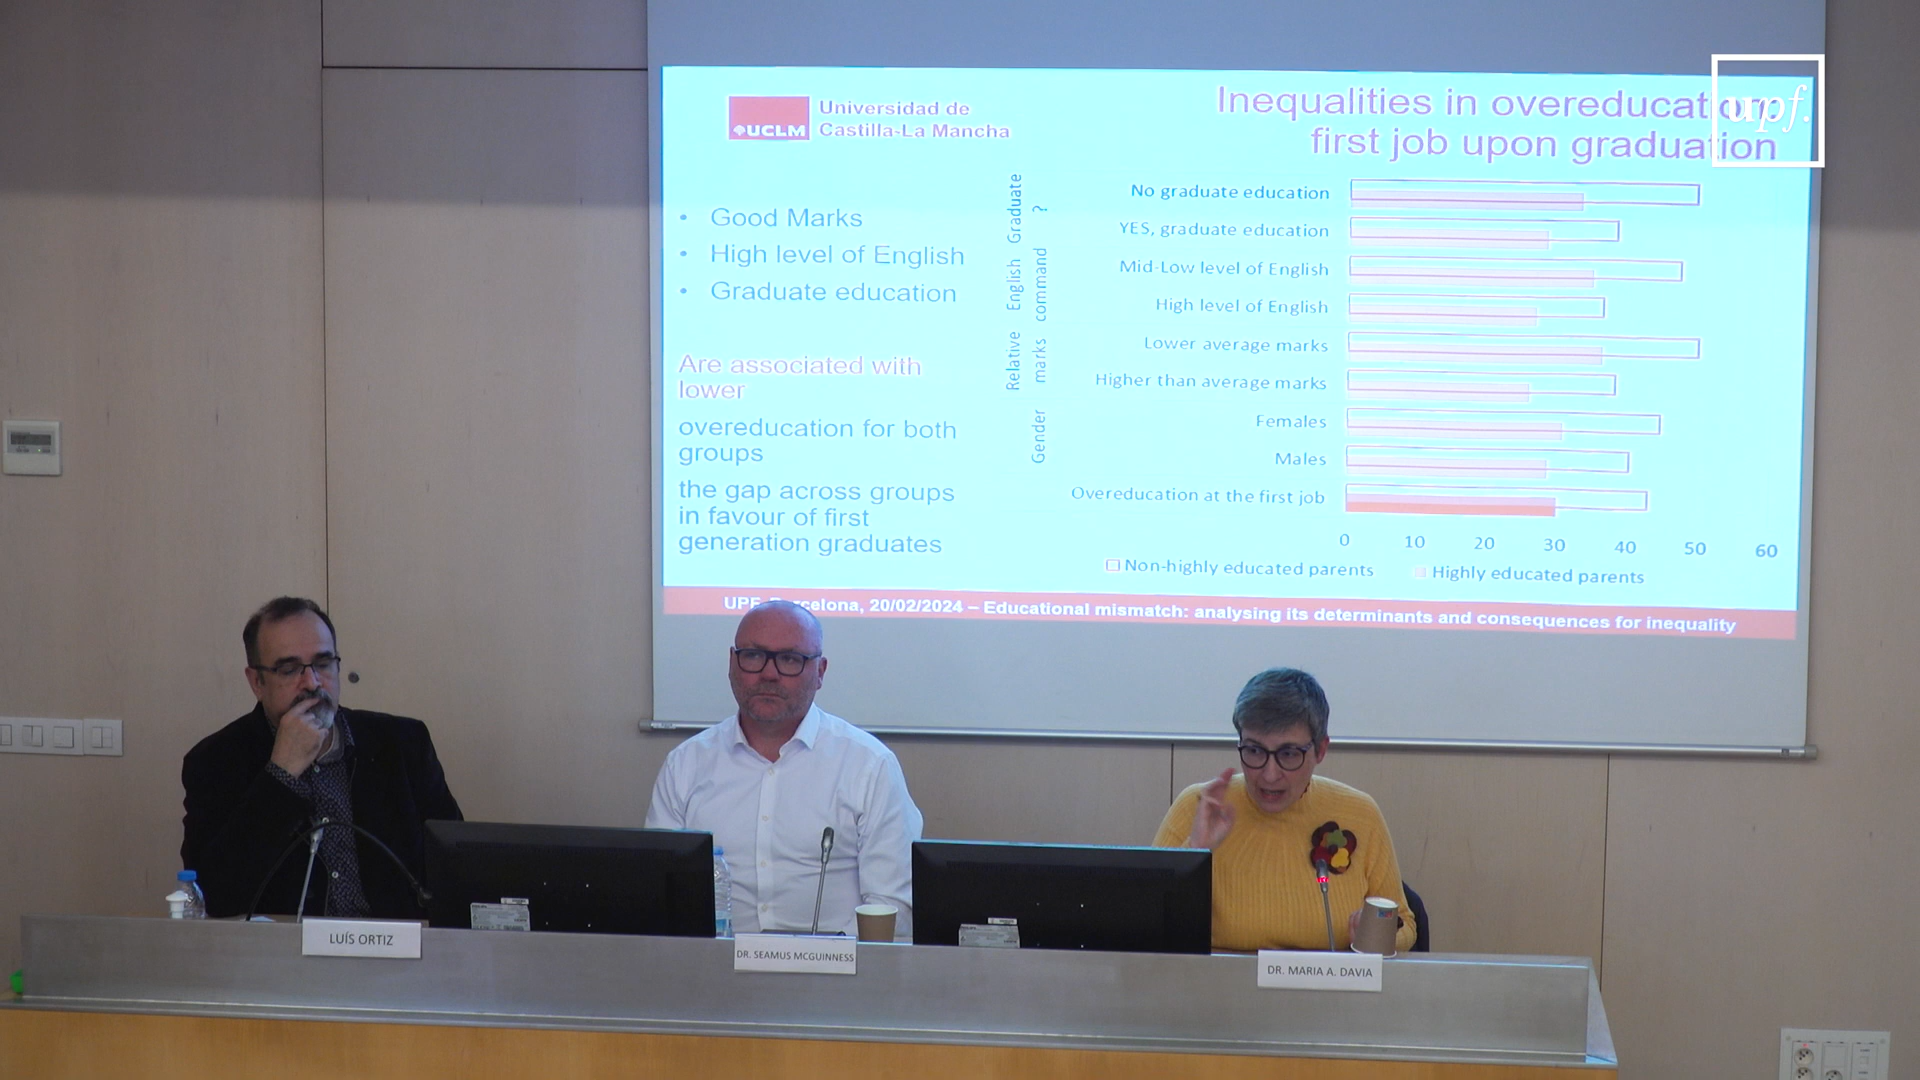 UCLM
Universidad de
Castilla-La Mancha
Inequalities in overeducation:
first job upon graduation
upf.
• Good Marks
• High level of English
• Graduate education
Are associated with
lower
overeducation for both
groups
the gap across groups
in favour of first
generation graduates
Graduate
?
English
command
Relative
marks
Gender
No graduate education
YES, graduate education
Mid-Low level of English
High level of English
Lower average marks
Higher than average marks
Females
Males
Overeducation at the first job
0 10 20 30 40 50 60
Non-highly educated parents Highly educated parents
UPF Barcelona, 20/02/2024 – Educational mismatch: analysing its determinants and consequences for inequality
LUÍS ORTIZ
DR. SEAMUS MCGUINNESS
DR. MARIA A. DAVIA